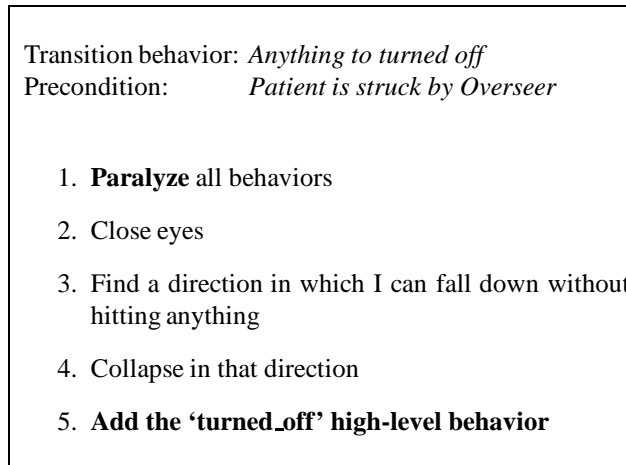 Transition behavior: Anything to turned off
Precondition: Patient is struck by Overseer
1. Paralyze all behaviors
2. Close eyes
3. Find a direction in which I can fall down without
hitting anything
4. Collapse in that direction
5. Add the ‘turned_off’ high-level behavior